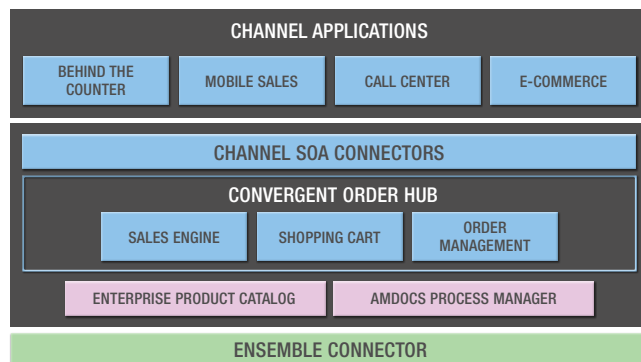 CHANNEL APPLICATIONS
BEHIND THE
COUNTER
MOBILE SALES
CALL CENTER
E-COMMERCE
CHANNEL SOA CONNECTORS
CONVERGENT ORDER HUB
SALES ENGINE
SHOPPING CART
ORDER
MANAGEMENT
ENTERPRISE PRODUCT CATALOG
AMDOCS PROCESS MANAGER
ENSEMBLE CONNECTOR